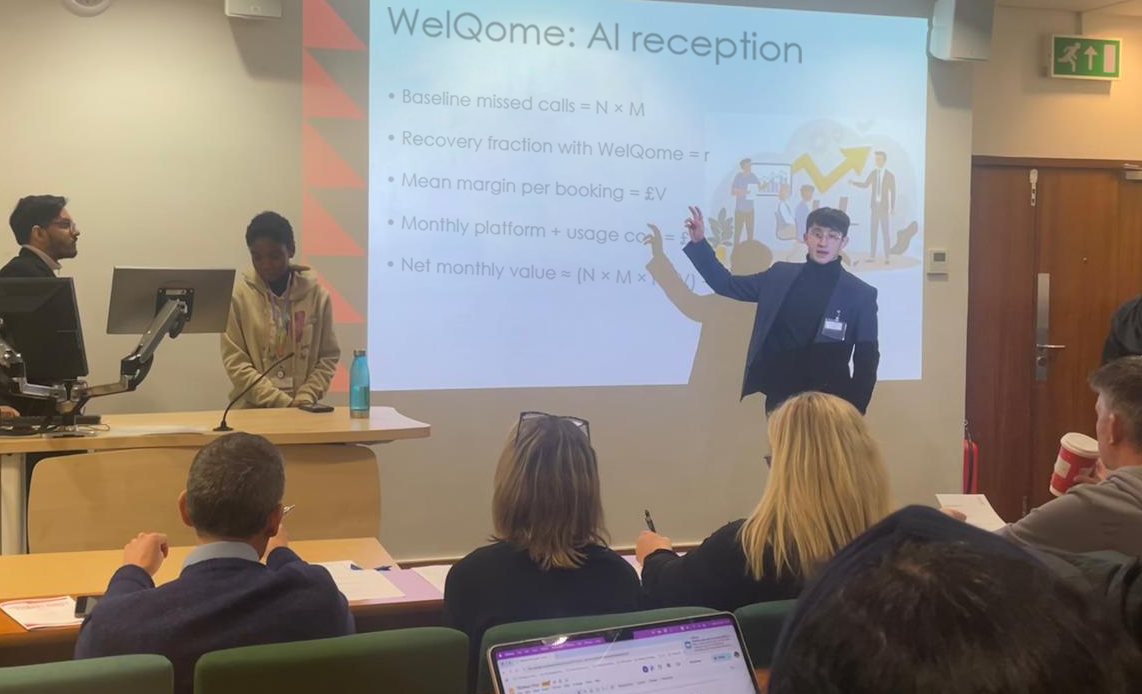 WelQome: AI reception
• Baseline missed calls = N × M
• Recovery fraction with WelQome = r
• Mean margin per booking = £V
• Monthly platform + usage = £
• Net monthly value ≈ (N × M ×